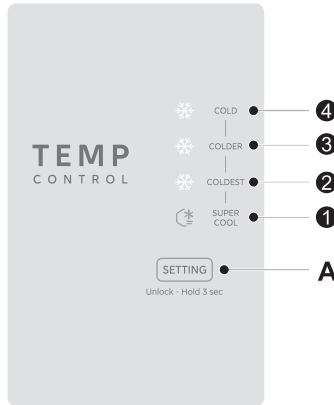 TEMP
CONTROL
COLD 4
COLDER 3
COLDEST 2
SUPER
COOL 1
SETTING A
Unlock - Hold 3 sec